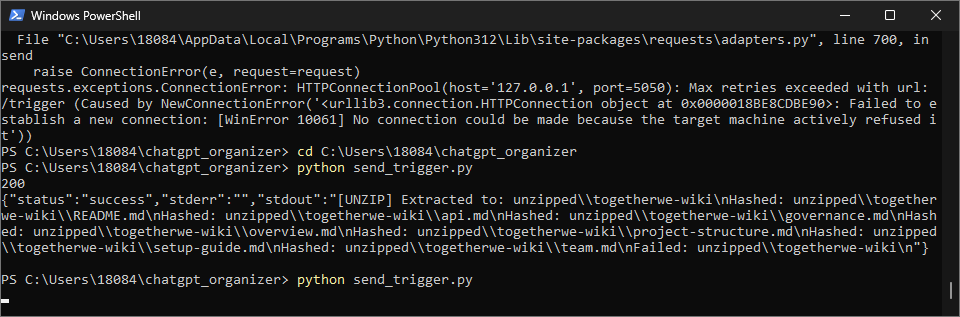 Windows PowerShell
  File "C:\Users\18084\AppData\Local\Programs\Python\Python312\Lib\site-packages\requests\adapters.py", line 700, in
send
    raise ConnectionError(e, request=request)
requests.exceptions.ConnectionError: HTTPConnectionPool(host='127.0.0.1', port=5050): Max retries exceeded with url:
/trigger (Caused by NewConnectionError('<urllib3.connection.HTTPConnection object at 0x0000018BE8CDBE90>: Failed to e
stablish a new connection: [WinError 10061] No connection could be made because the target machine actively refused i
t'))
PS C:\Users\18084\chatgpt_organizer> cd C:\Users\18084\chatgpt_organizer
PS C:\Users\18084\chatgpt_organizer> python send_trigger.py
200
{"status":"success","stderr":"","stdout":"[UNZIP] Extracted to: unzipped\\togetherwe-wiki\nHashed: unzipped\\together
we-wiki\\README.md\nHashed: unzipped\\togetherwe-wiki\\api.md\nHashed: unzipped\\togetherwe-wiki\\governance.md\nHash
ed: unzipped\\togetherwe-wiki\\overview.md\nHashed: unzipped\\togetherwe-wiki\\project-structure.md\nHashed: unzipped
\\togetherwe-wiki\\setup-guide.md\nHashed: unzipped\\togetherwe-wiki\\team.md\nFailed: unzipped\\togetherwe-wiki\n"}
PS C:\Users\18084\chatgpt_organizer> python send_trigger.py